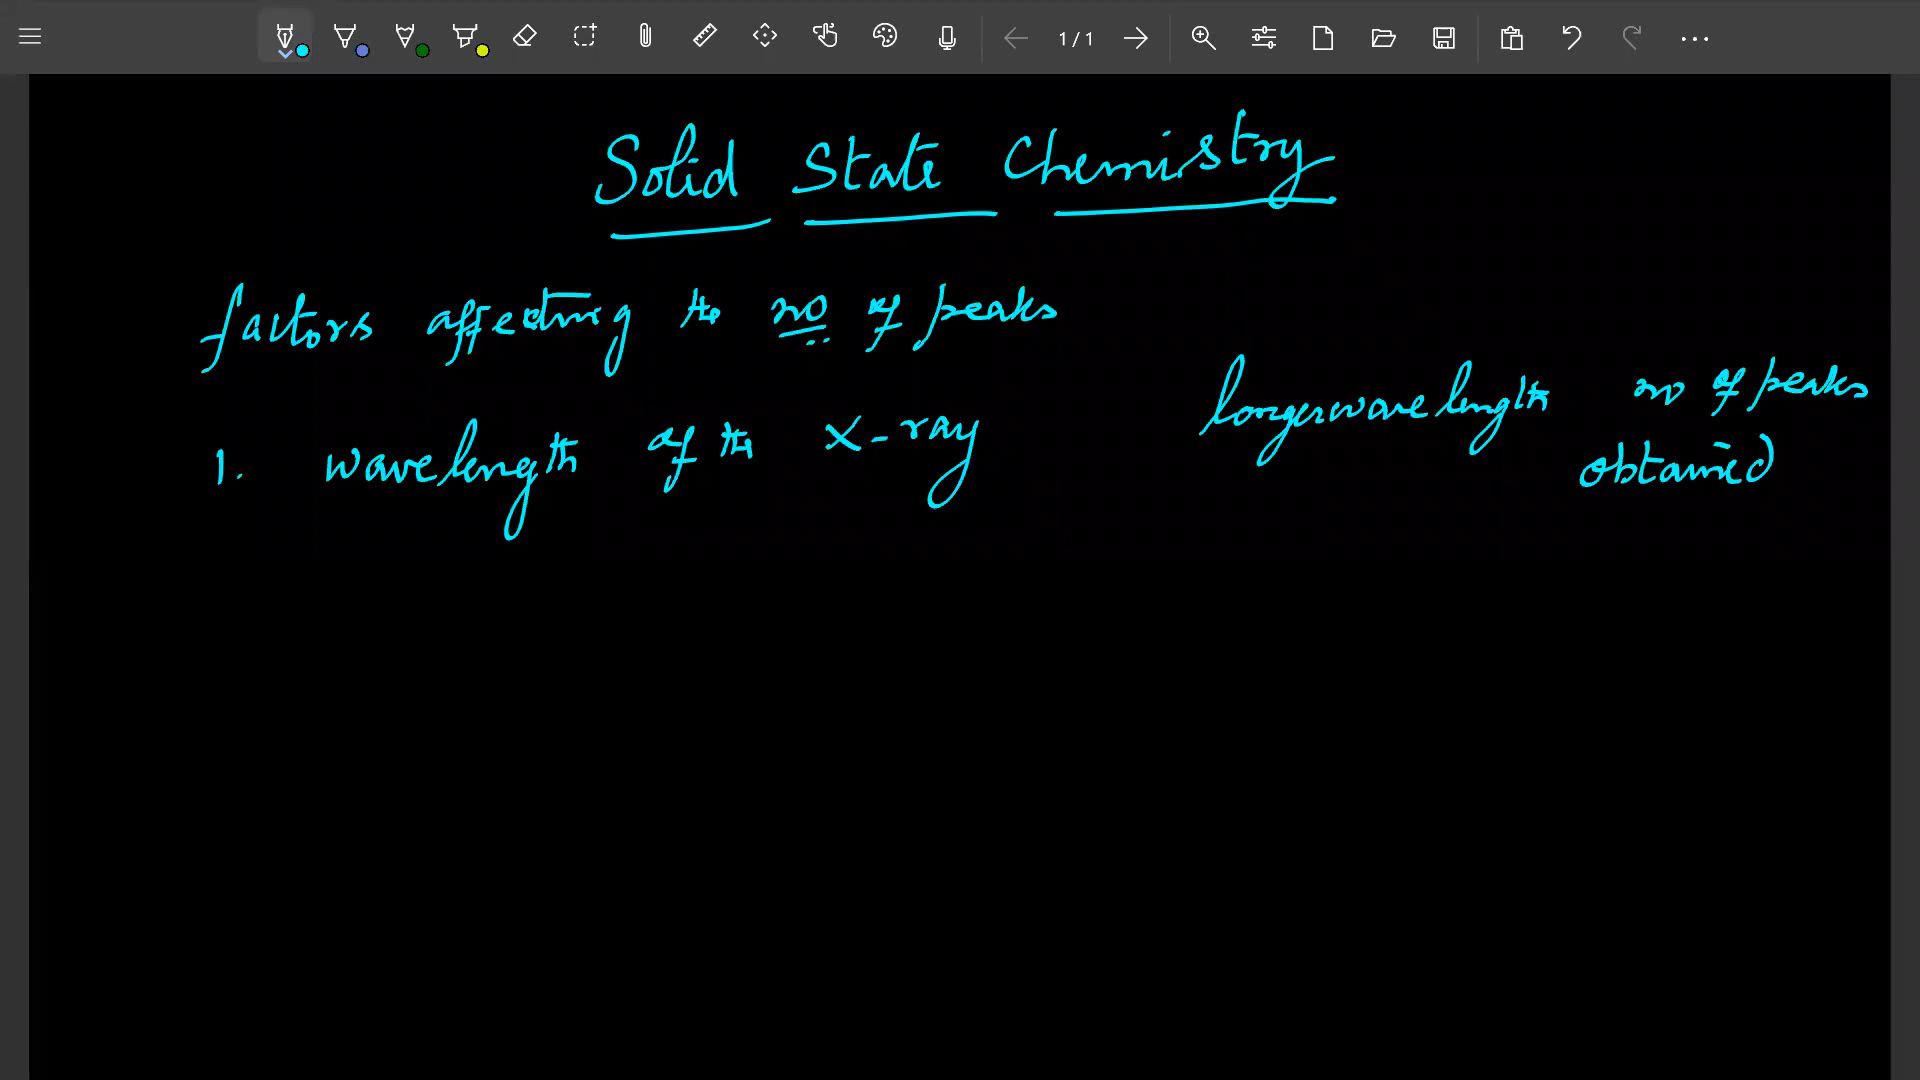 1 / 1
Solid State Chemistry
factors affecting the no of peaks
1. wavelength of the x-ray
longer wavelength no of peaks
obtained